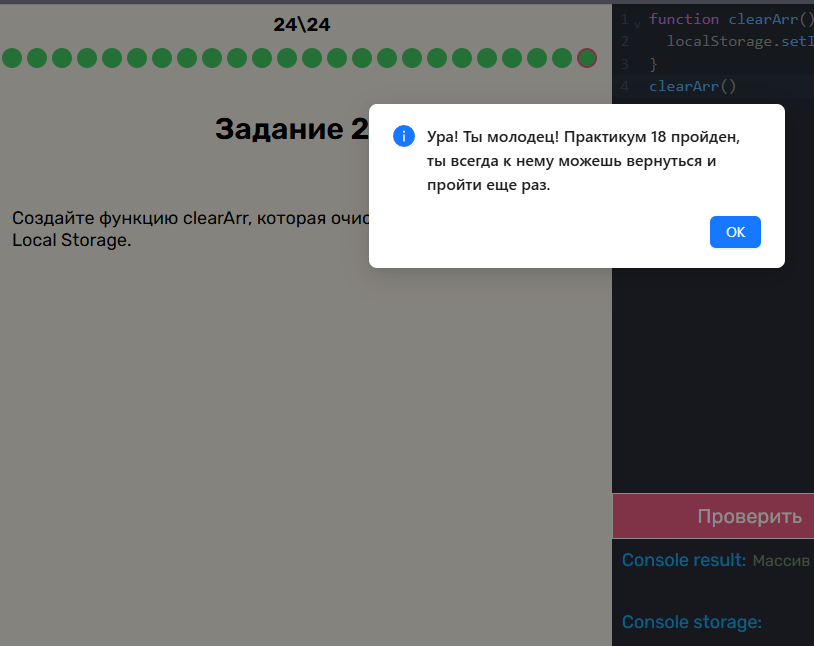 24\24
Задание 2
Создайте функцию clearArr, которая
Local Storage.
1 function clearArr()
2 localStorage.
3 }
4 clearArr()
Ура! Ты молодец! Практикум 18 пройден,
ты всегда к нему можешь вернуться и
пройти еще раз.
OK
Проверить
Console result: Массив
Console storage: